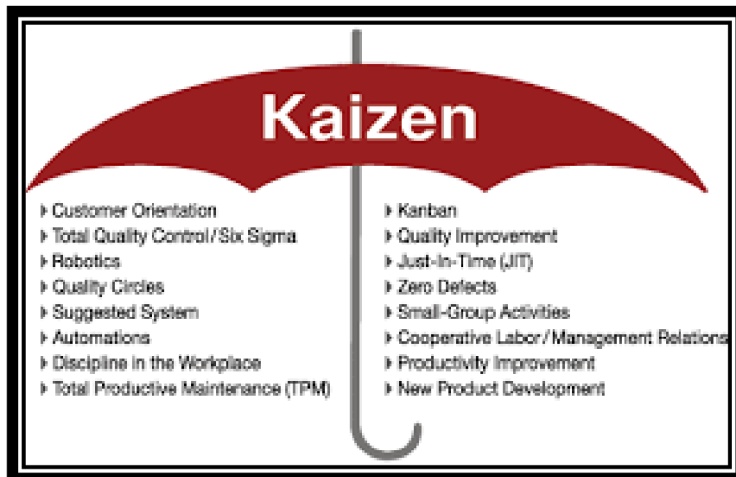 Kaizen
Customer Orientation
Total Quality Control/Six Sigma
Robotics
Quality Circles
Suggested System
Automations
Discipline in the Workplace
Total Productive Maintenance (TPM)
Kanban
Quality Improvement
Just-In-Time (JIT)
Zero Defects
Small-Group Activities
Cooperative Labor/Management Relations
Productivity Improvement
New Product Development